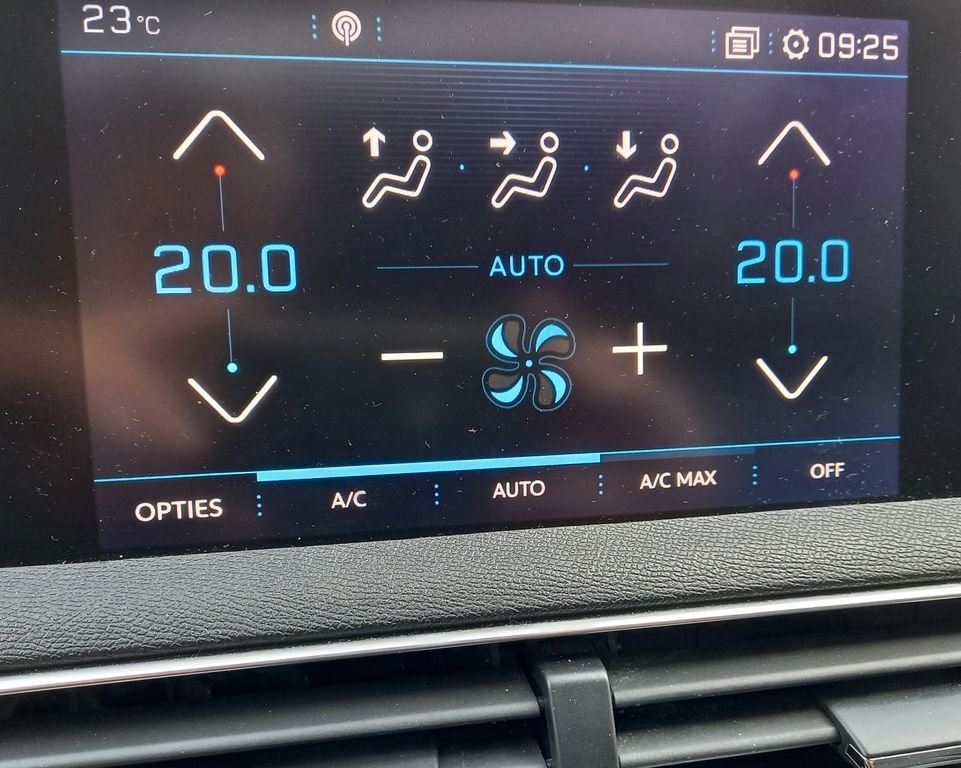 23°C 09:25
20.0 AUTO 20.0
OPTIES A/C AUTO A/C MAX OFF